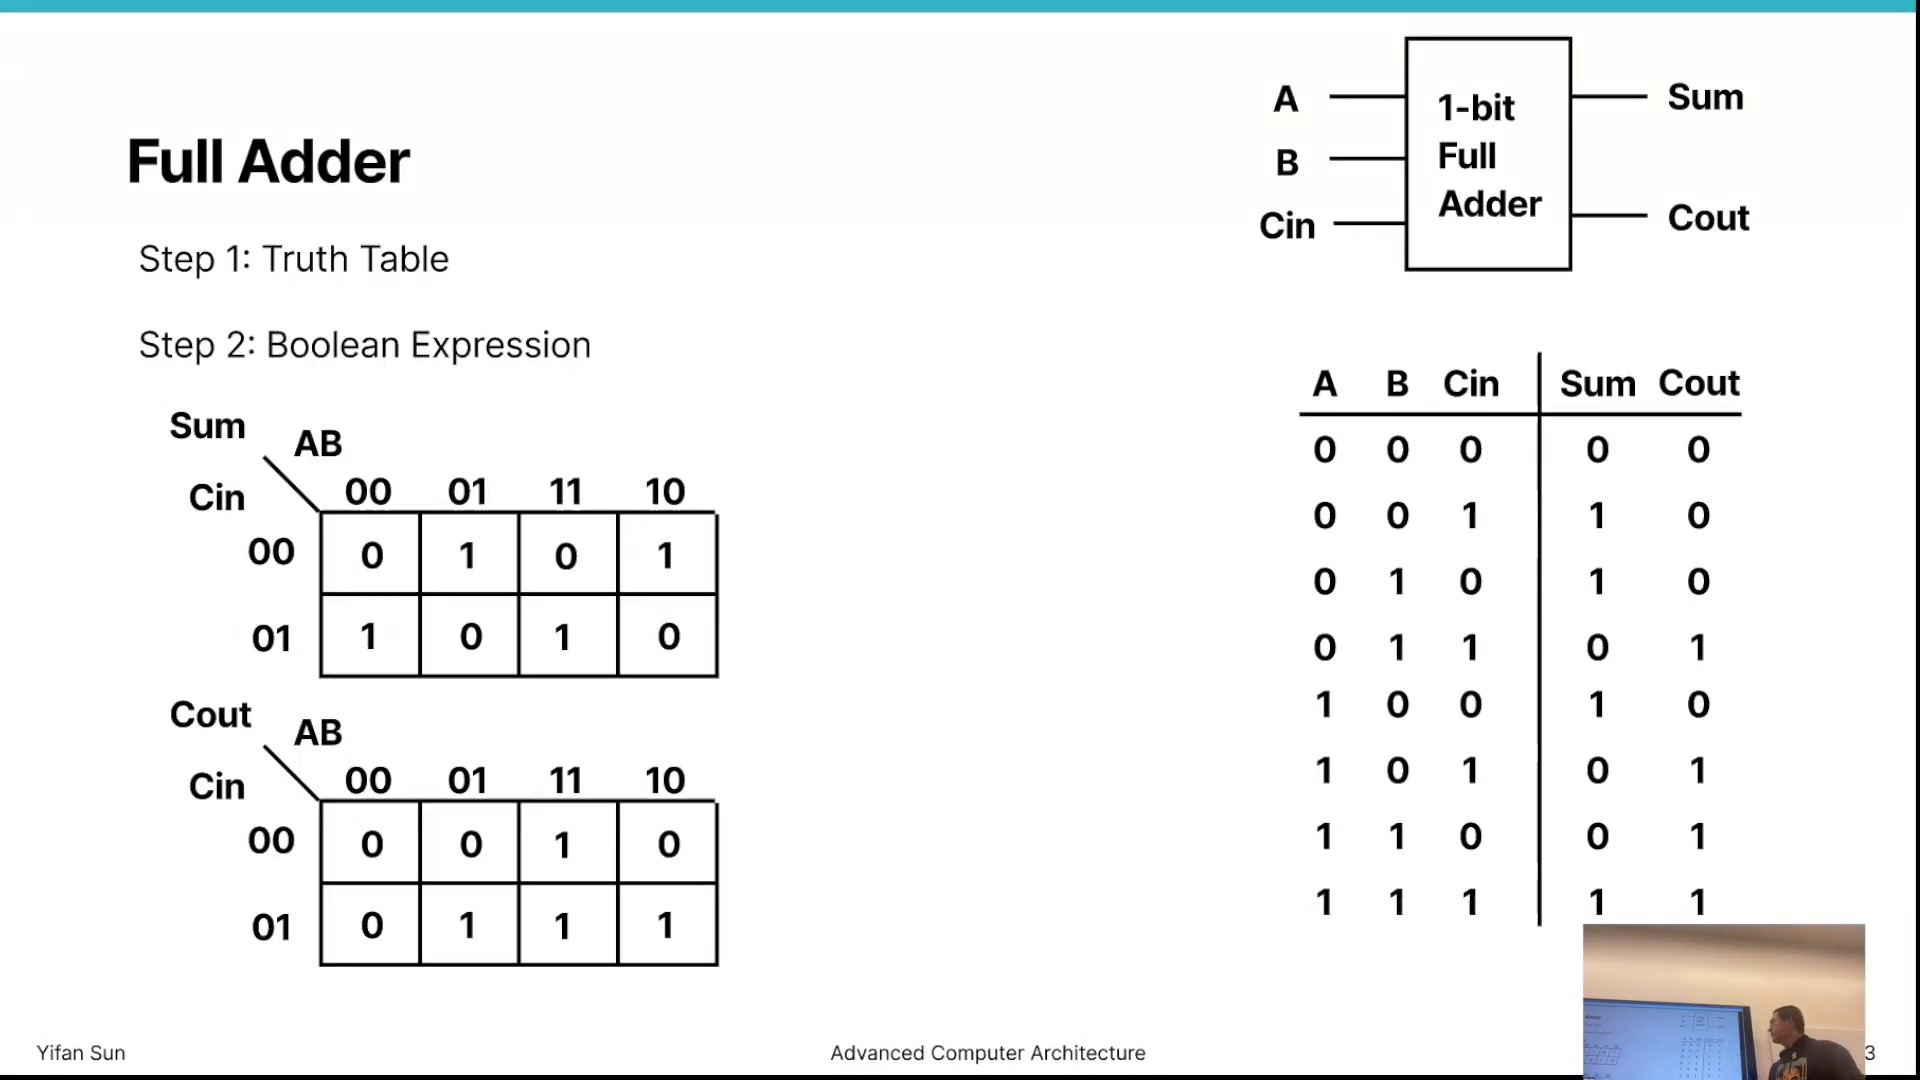 Full Adder
Step 1: Truth Table
Step 2: Boolean Expression
Sum
AB
Cin
00 01 11 10
00 0 1 0 1
01 1 0 1 0
Cout
AB
Cin
00 01 11 10
00 0 0 1 0
01 0 1 1 1
A
B
Cin
1-bit
Full
Adder
Sum
Cout
A B Cin Sum Cout
0 0 0 0 0
0 0 1 1 0
0 1 0 1 0
0 1 1 0 1
1 0 0 1 0
1 0 1 0 1
1 1 0 0 1
1 1 1 1 1
Yifan Sun
Advanced Computer Architecture
3